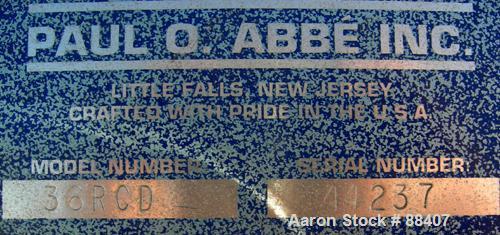 PAUL O. ABBÉ INC.
LITTLE FALLS, NEW JERSEY
CRAFTED WITH PRIDE IN THE U.S.A.
MODEL NUMBER SERIAL NUMBER
36RCD 44237
Aaron Stock # 88407